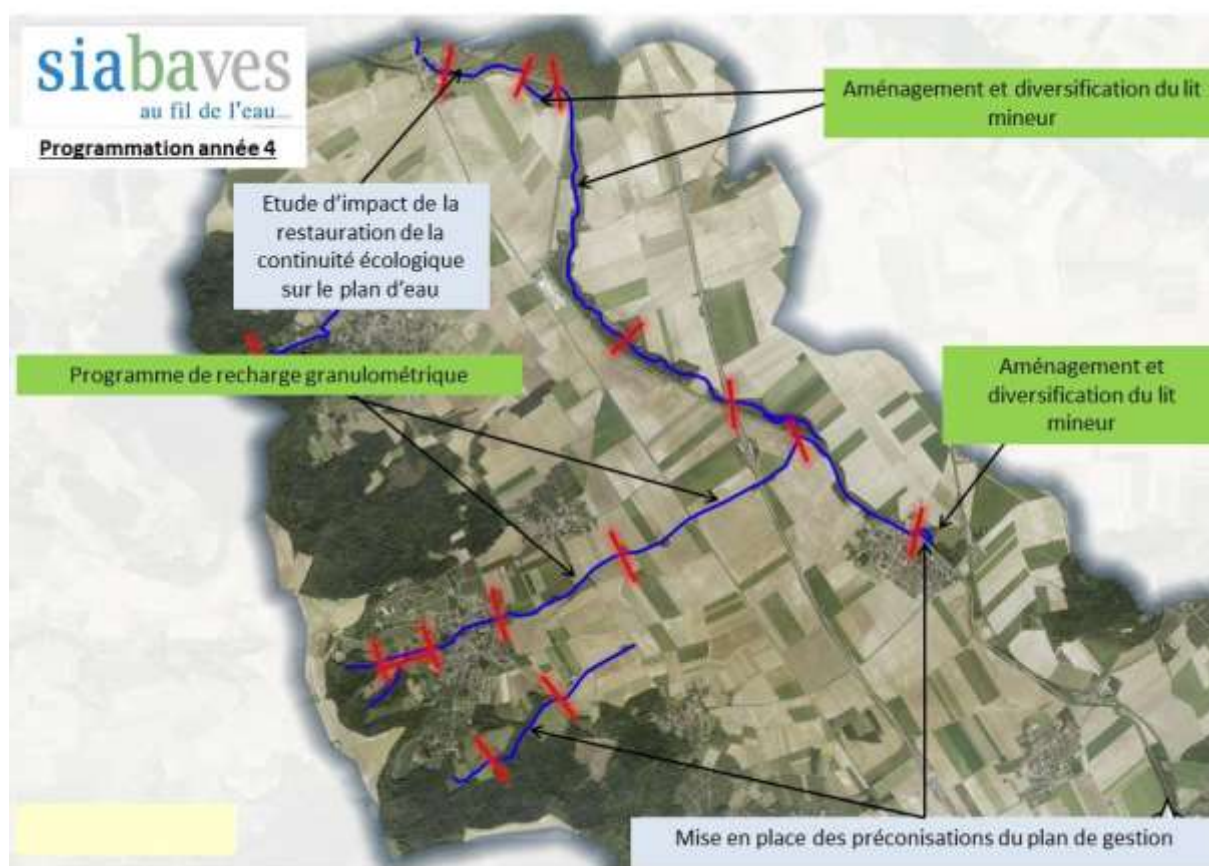 siabaves
au fil de l'eau...
Programmation année 4
Aménagement et diversification du lit
mineur
Etude d'impact de la
restauration de la
continuité écologique
sur le plan d'eau
Programme de recharge granulométrique
Aménagement et
diversification du lit
mineur
Mise en place des préconisations du plan de gestion